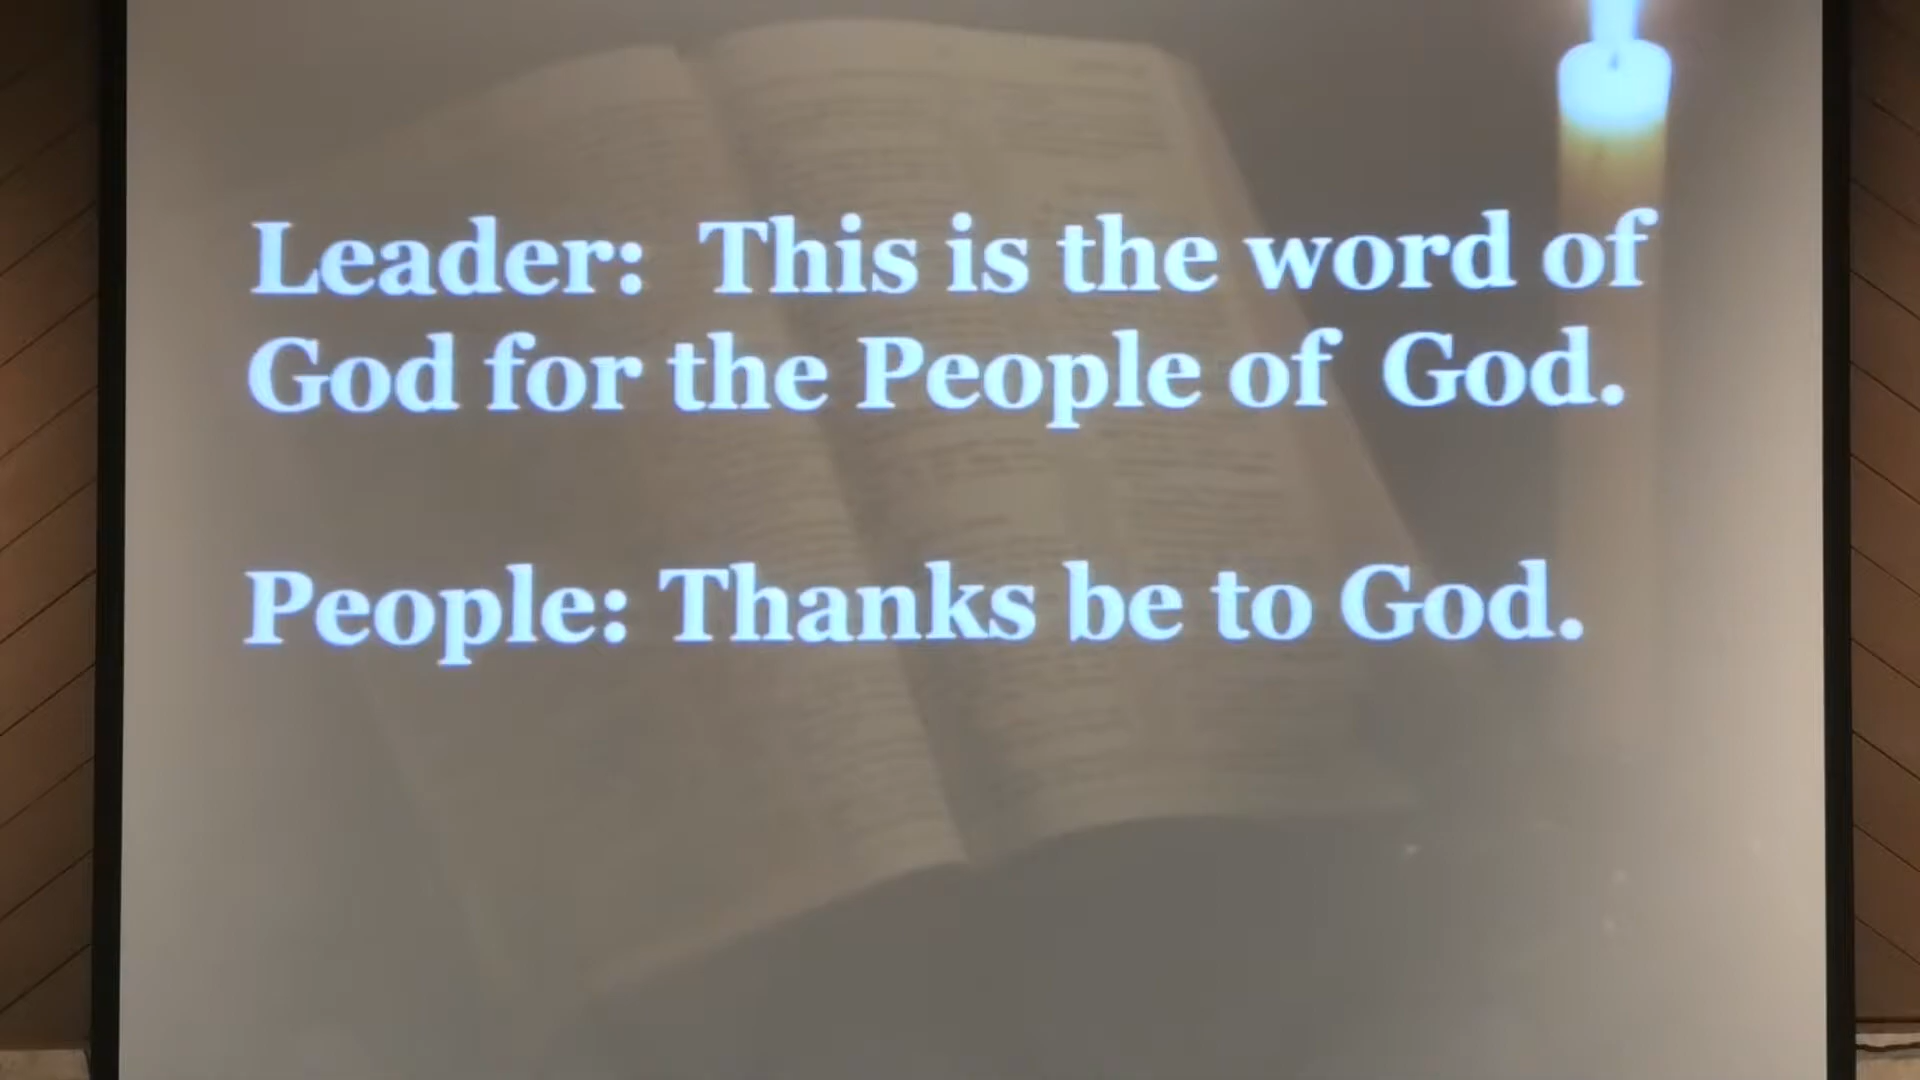 Leader: This is the word of
God for the People of God.
People: Thanks be to God.